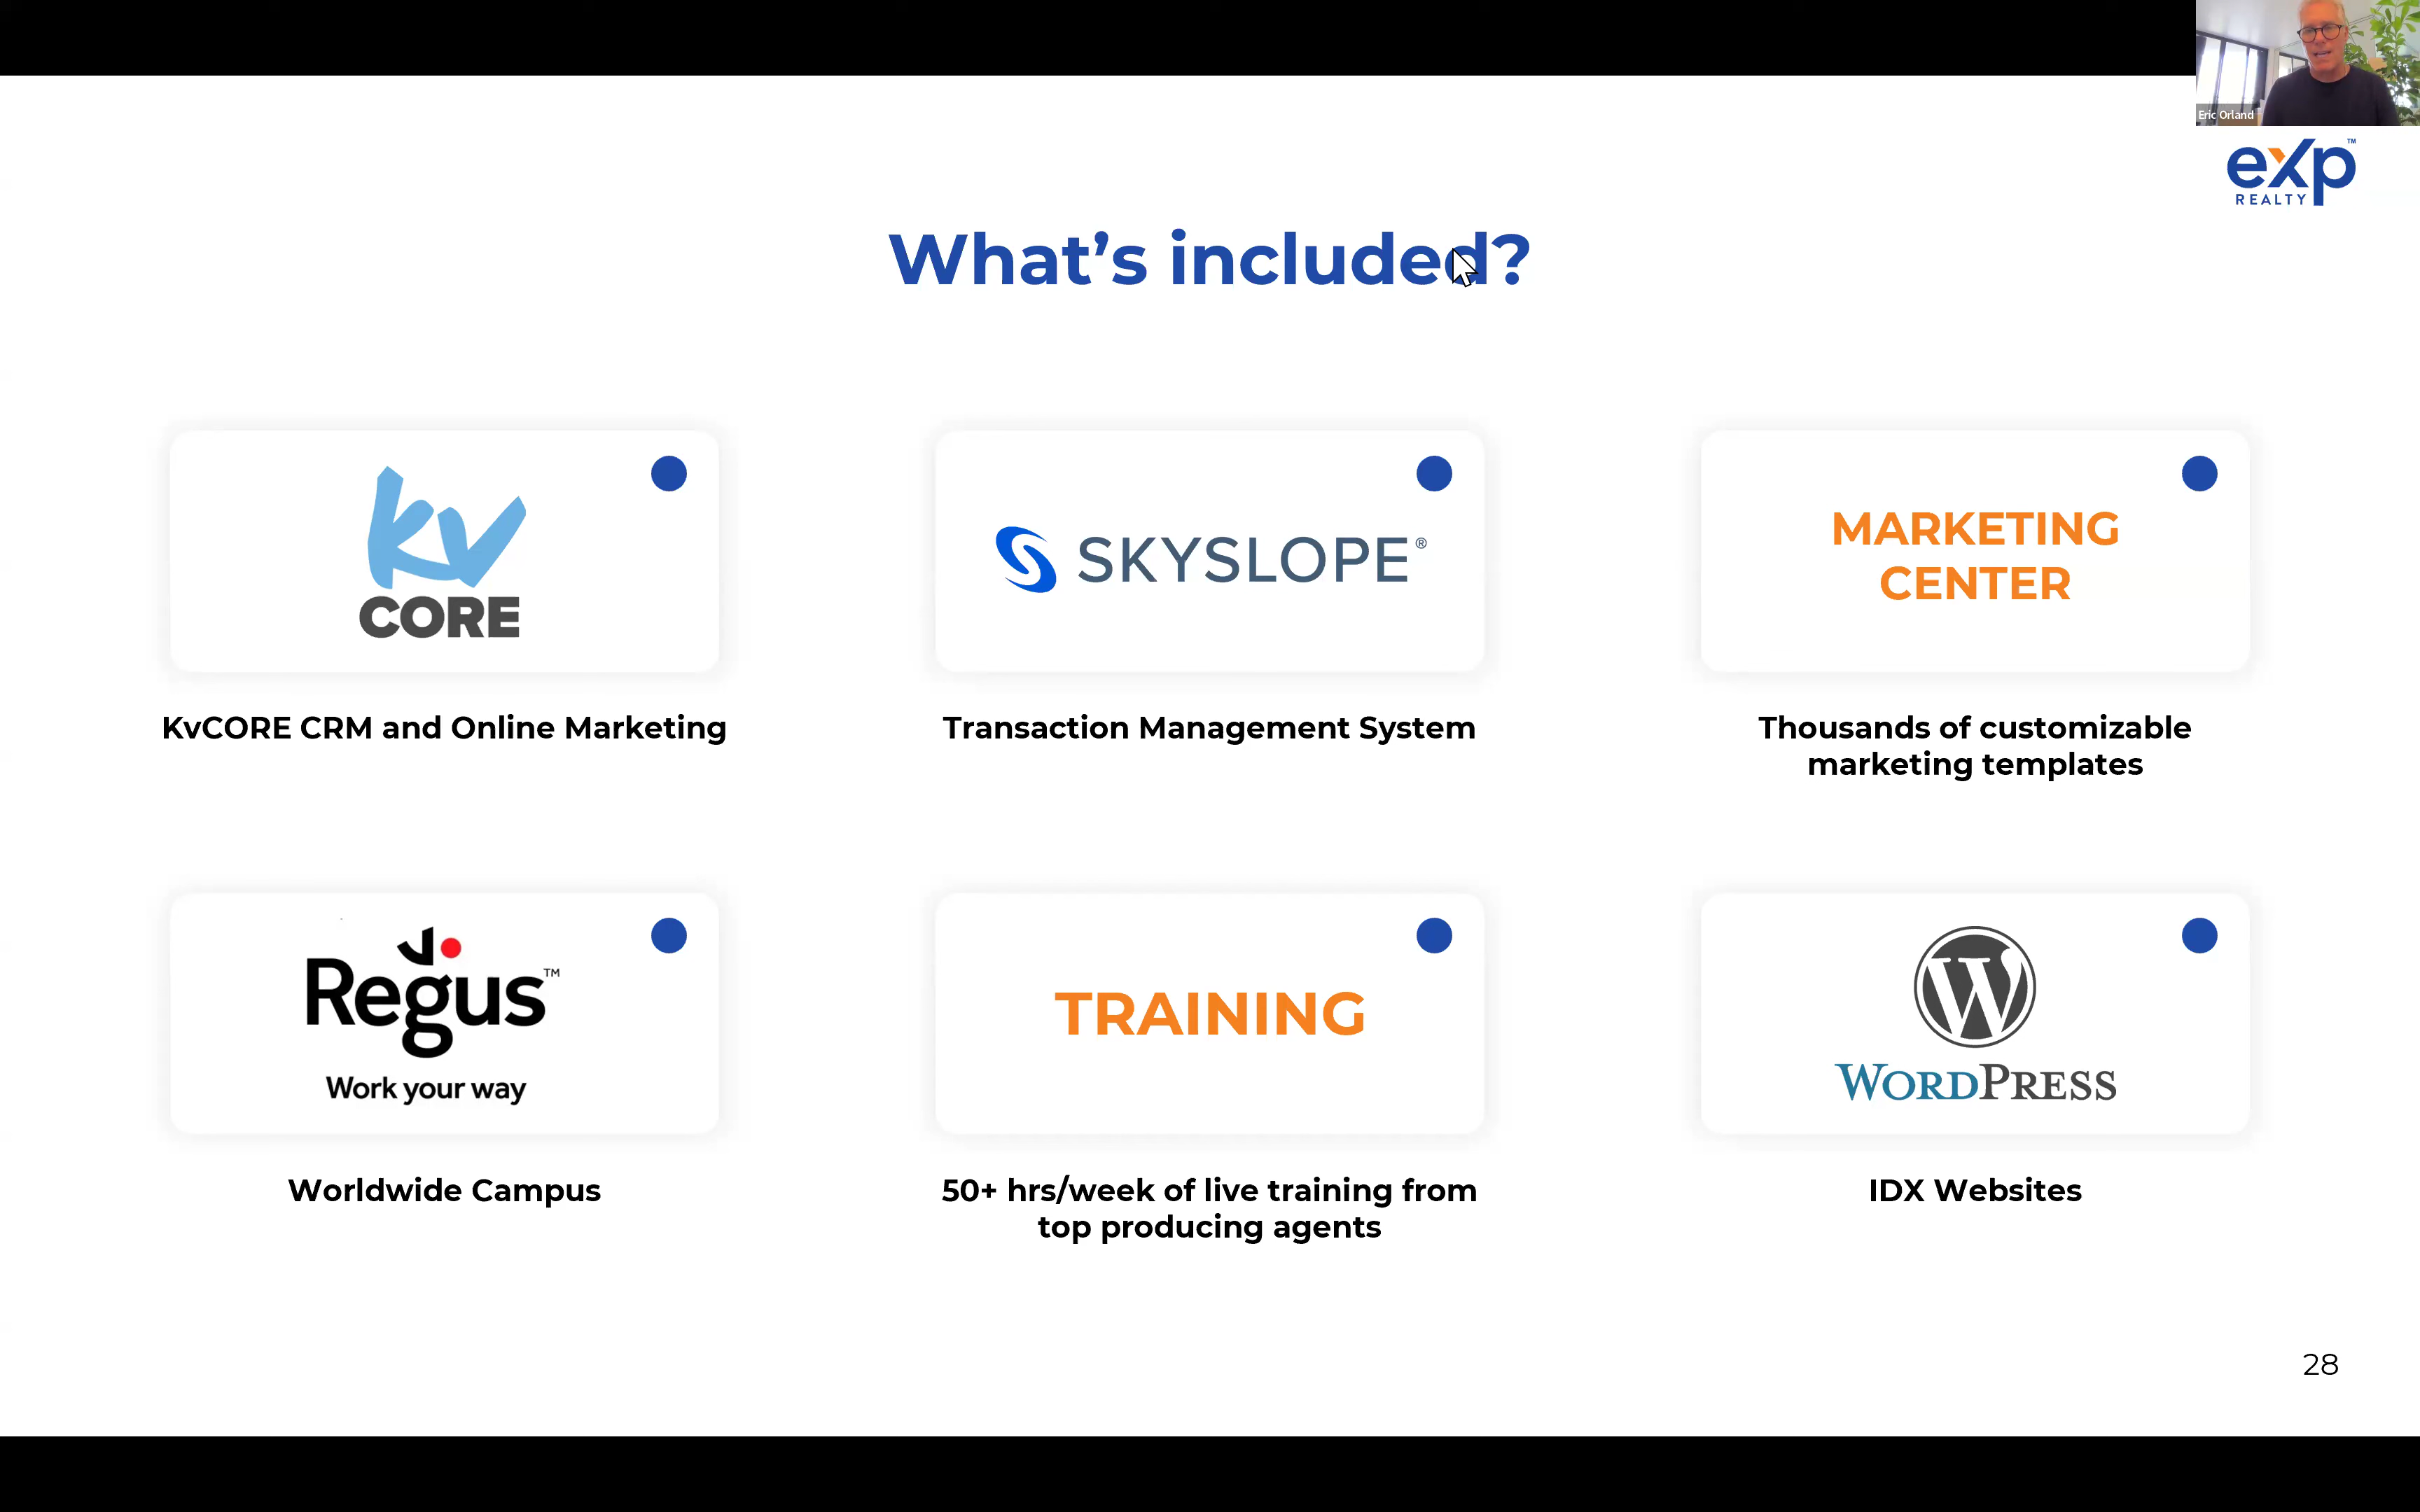 Eric Orland
eXp
™
REALTY
What's included?
kv
CORE
SKYSLOPE®
MARKETING
CENTER
KvCORE CRM and Online Marketing
Transaction Management System
Thousands of customizable
marketing templates
Regus™
Work your way
TRAINING
W
WORDPRESS
Worldwide Campus
50+ hrs/week of live training from
top producing agents
IDX Websites
28